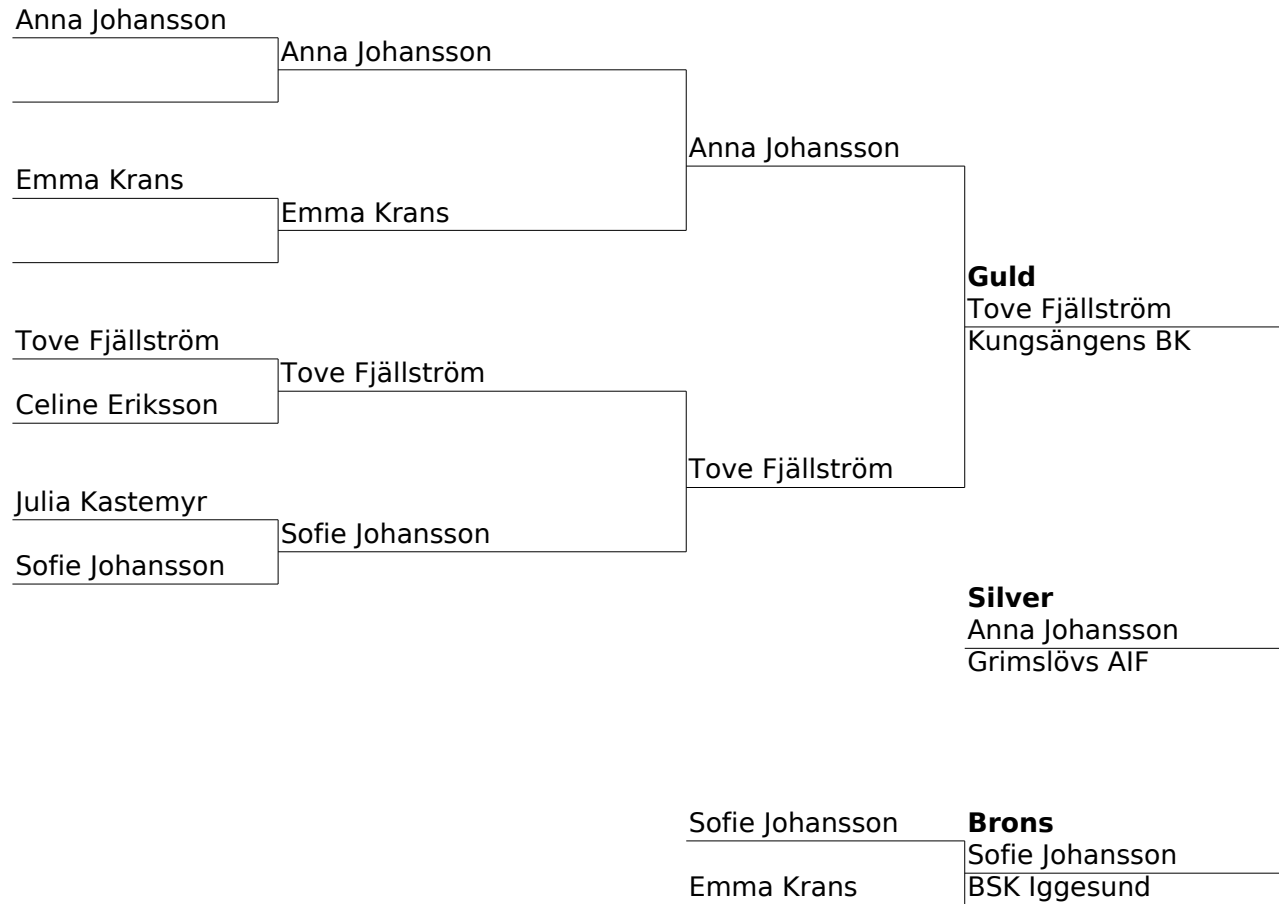 Anna Johansson
Anna Johansson
Anna Johansson
Emma Krans
Emma Krans
Guld
Tove Fjällström
Kungsängens BK
Tove Fjällström
Tove Fjällström
Celine Eriksson
Tove Fjällström
Julia Kastemyr
Sofie Johansson
Sofie Johansson
Silver
Anna Johansson
Grimslövs AIF
Sofie Johansson
Emma Krans
Brons
Sofie Johansson
BSK Iggesund